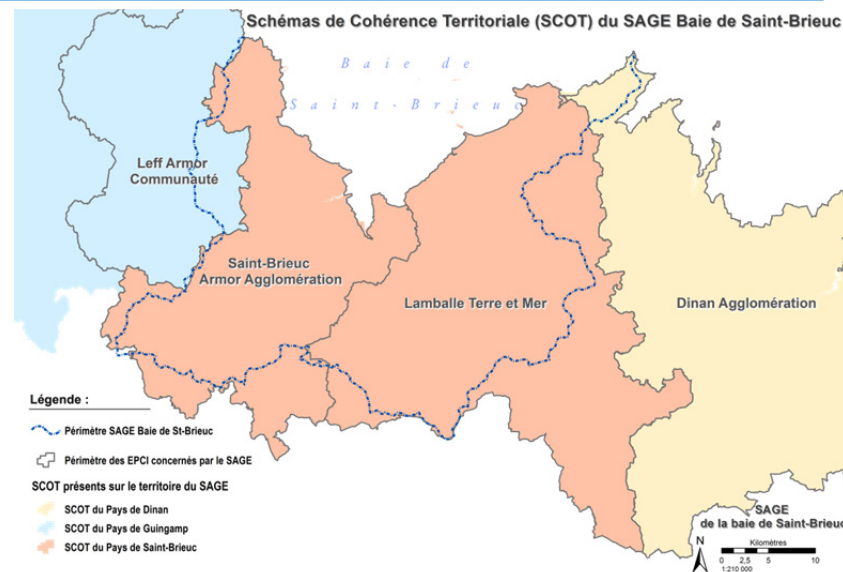 Schémas de Cohérence Territoriale (SCOT) du SAGE Baie de Saint-Brieuc
Baie de
Saint-Brieuc
Leff Armor
Communauté
Saint-Brieuc
Armor Agglomération
Lamballe Terre et Mer
Dinan Agglomération
Légende :
Périmètre SAGE Baie de St-Brieuc
Périmètre des EPCI concernés par le SAGE
SCOT présents sur le territoire du SAGE
SCOT du Pays de Dinan
SCOT du Pays de Guingamp
SCOT du Pays de Saint-Brieuc
SAGE
de la baie de Saint-Brieuc
N
Kilomètres
0 2,5 5 10
1:210 000